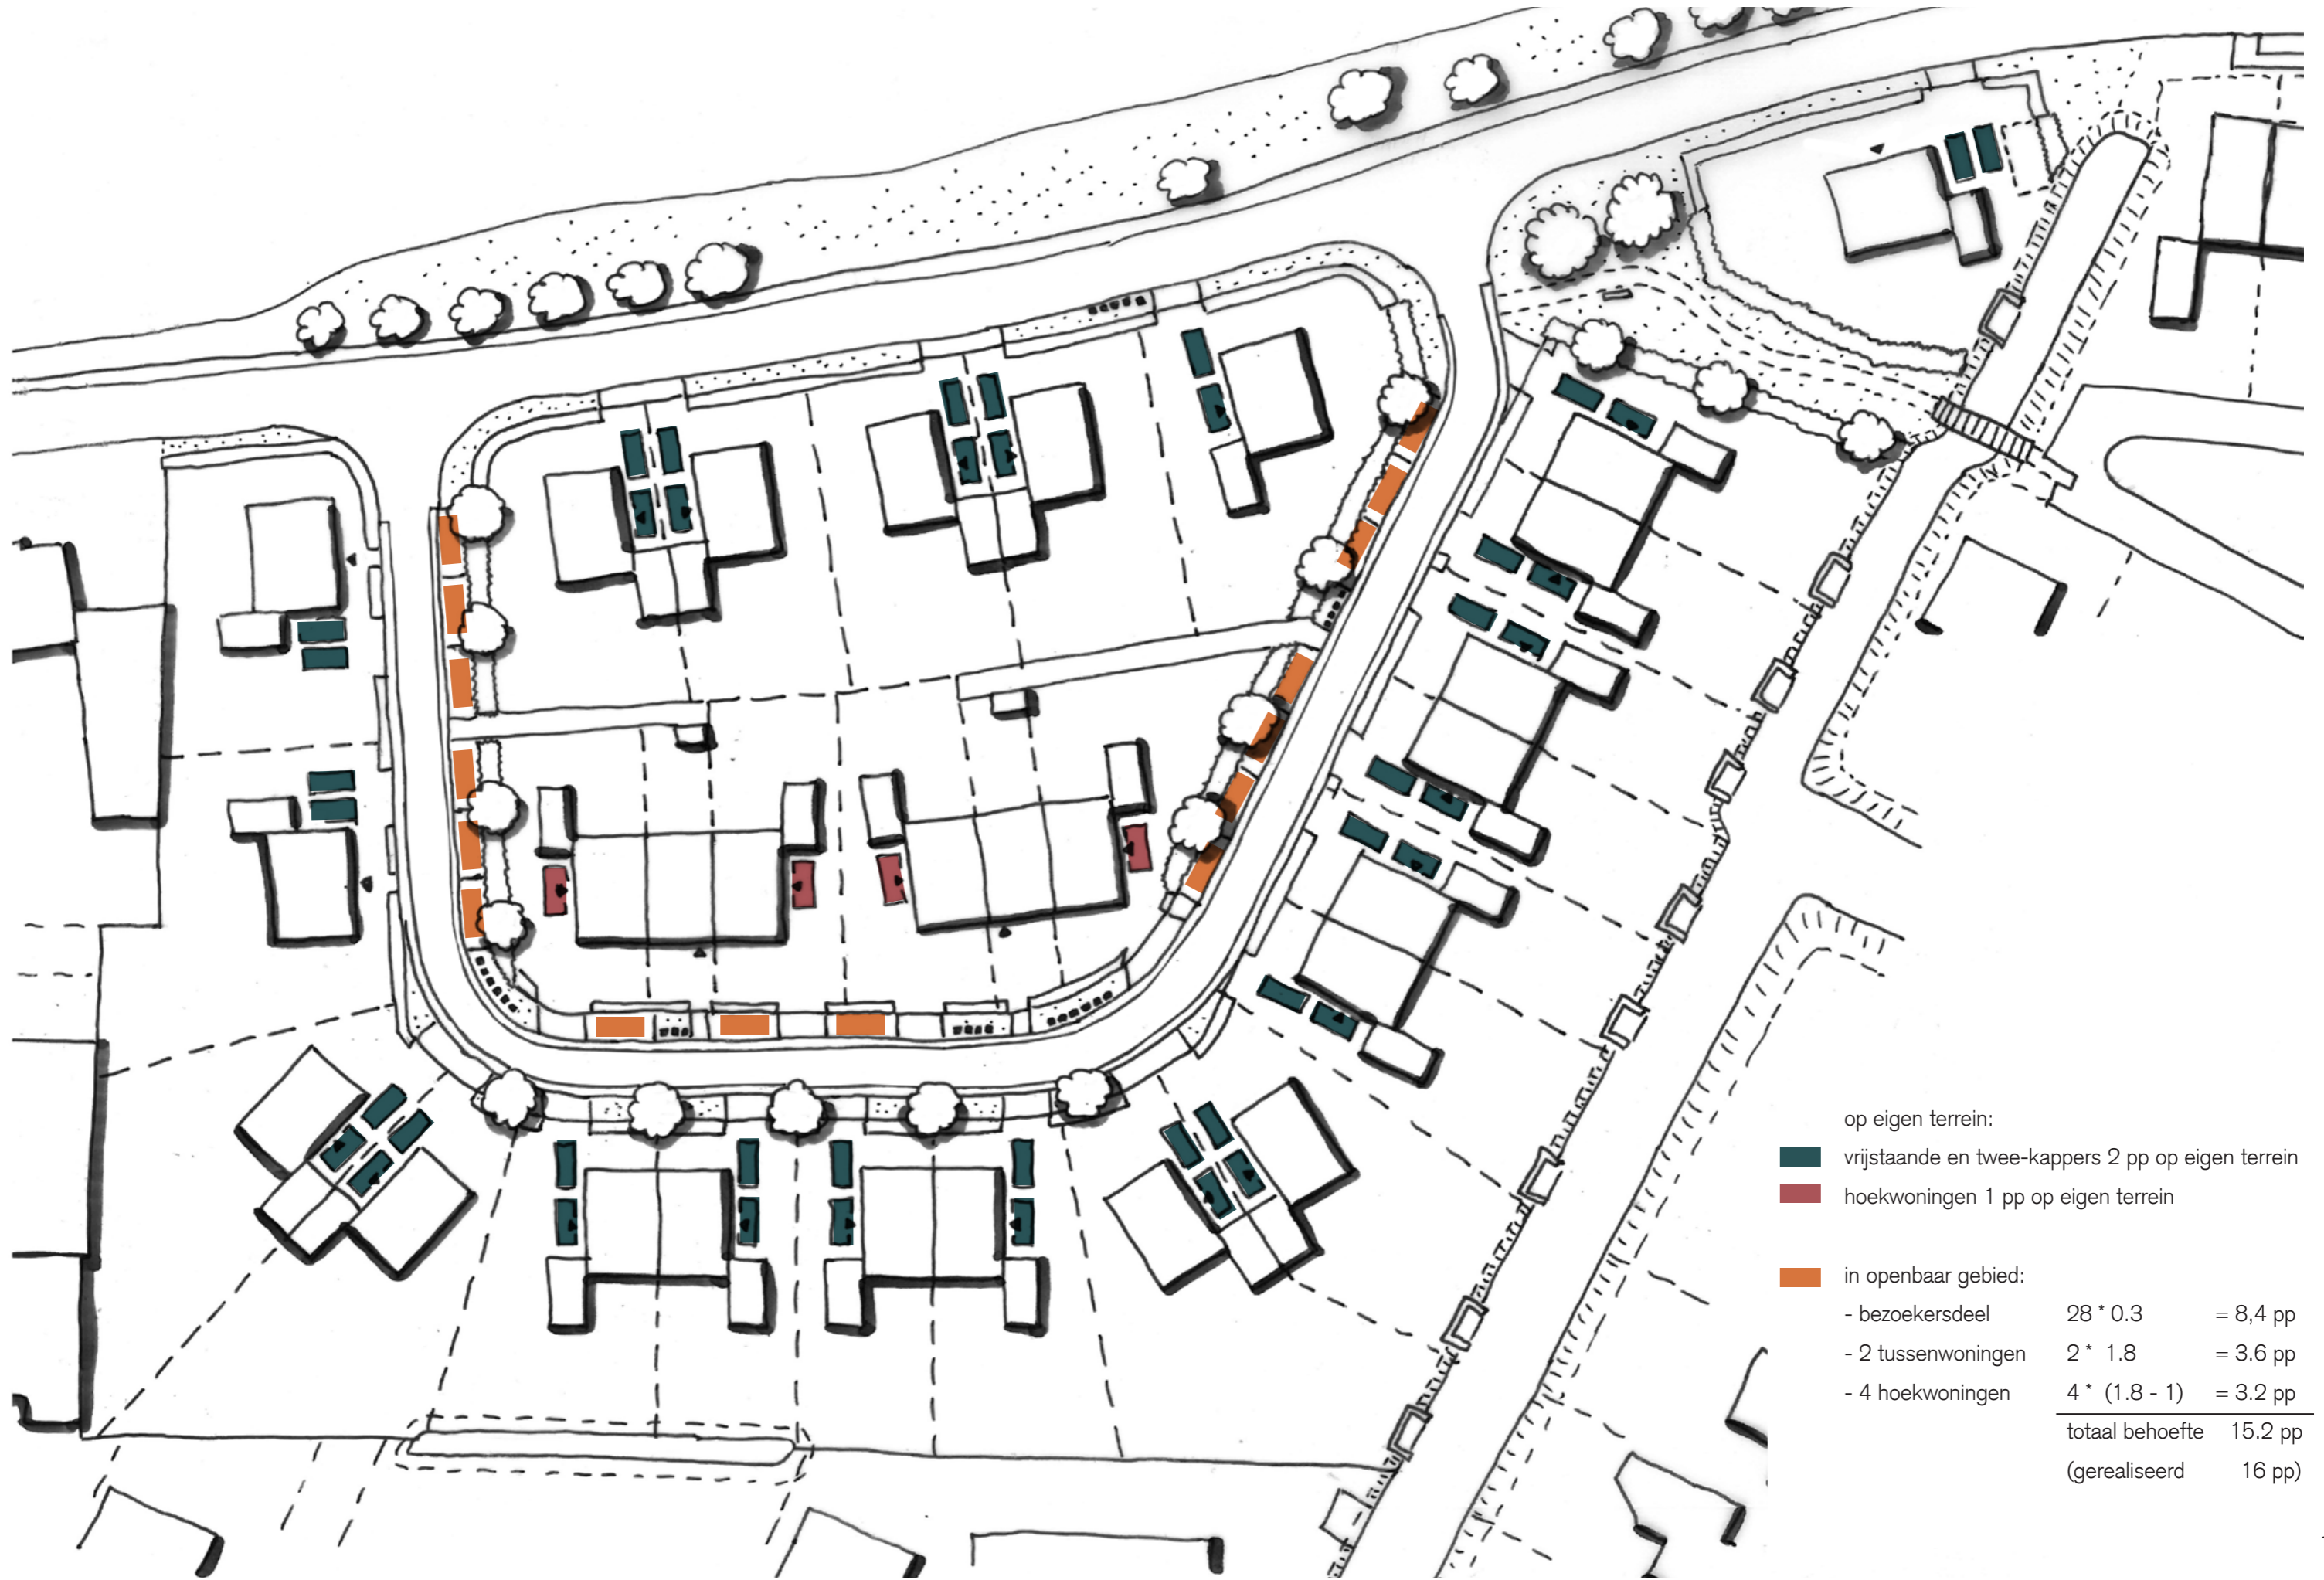 op eigen terrein:
vrijstaande en twee-kappers 2 pp op eigen terrein
hoekwoningen 1 pp op eigen terrein
in openbaar gebied:
- bezoekersdeel 28 * 0.3 = 8,4 pp
- 2 tussenwoningen 2 * 1.8 = 3.6 pp
- 4 hoekwoningen 4 * (1.8 - 1) = 3.2 pp
totaal behoefte 15.2 pp
(gerealiseerd 16 pp)